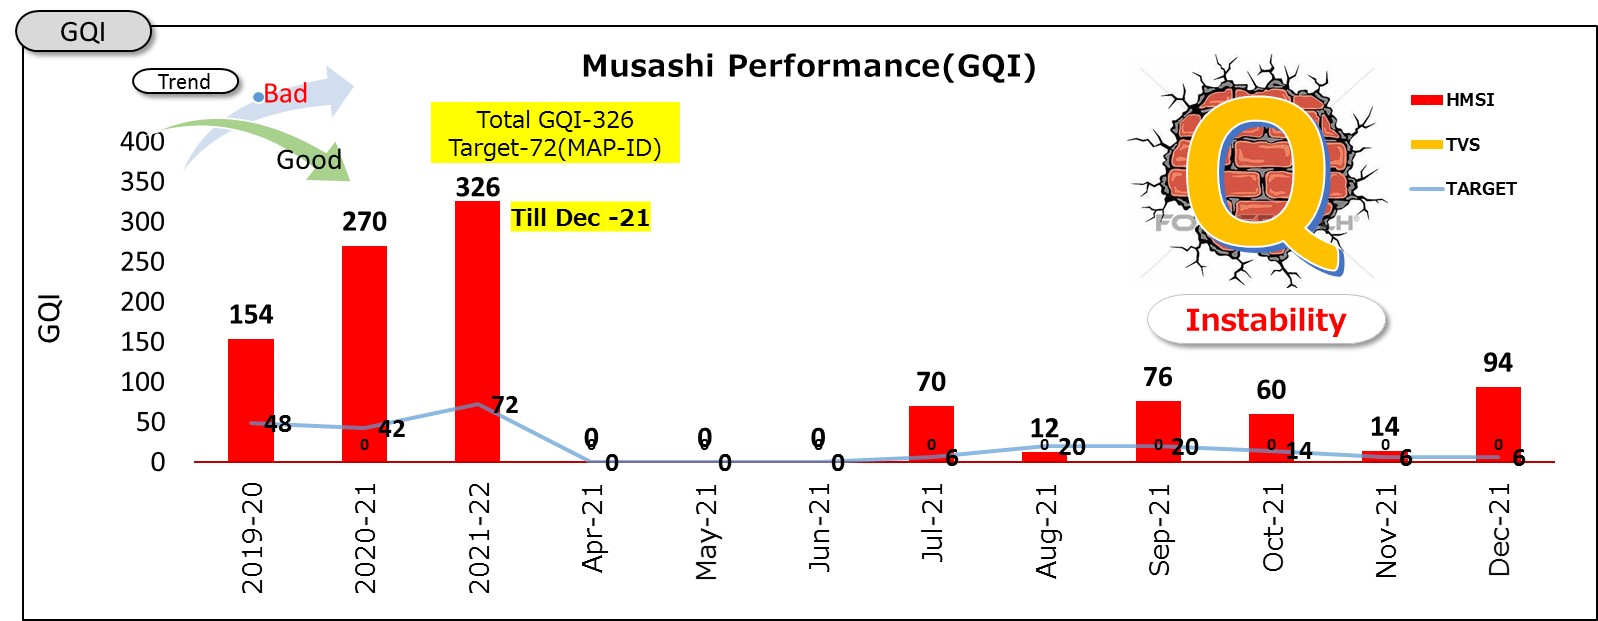 GQI
Musashi Performance(GQI)
Trend
Bad
Good
Total GQI-326
Target-72(MAP-ID)
Till Dec -21
HMSI
TVS
TARGET
Q
Instability
GQI
400
350
300
250
200
150
100
50
0
154
270
326
0
0
0
70
12
76
60
14
94
0
0
0
0
0
0
0
0
0
0
48
42
72
0
0
0
6
20
20
14
6
6
2019-20
2020-21
2021-22
Apr-21
May-21
Jun-21
Jul-21
Aug-21
Sep-21
Oct-21
Nov-21
Dec-21